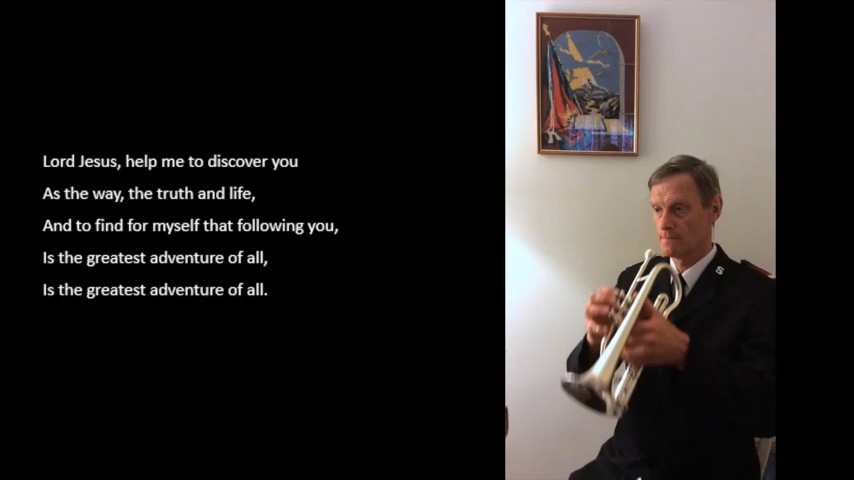 Lord Jesus, help me to discover you
As the way, the truth and life,
And to find for myself that following you,
Is the greatest adventure of all,
Is the greatest adventure of all.
S